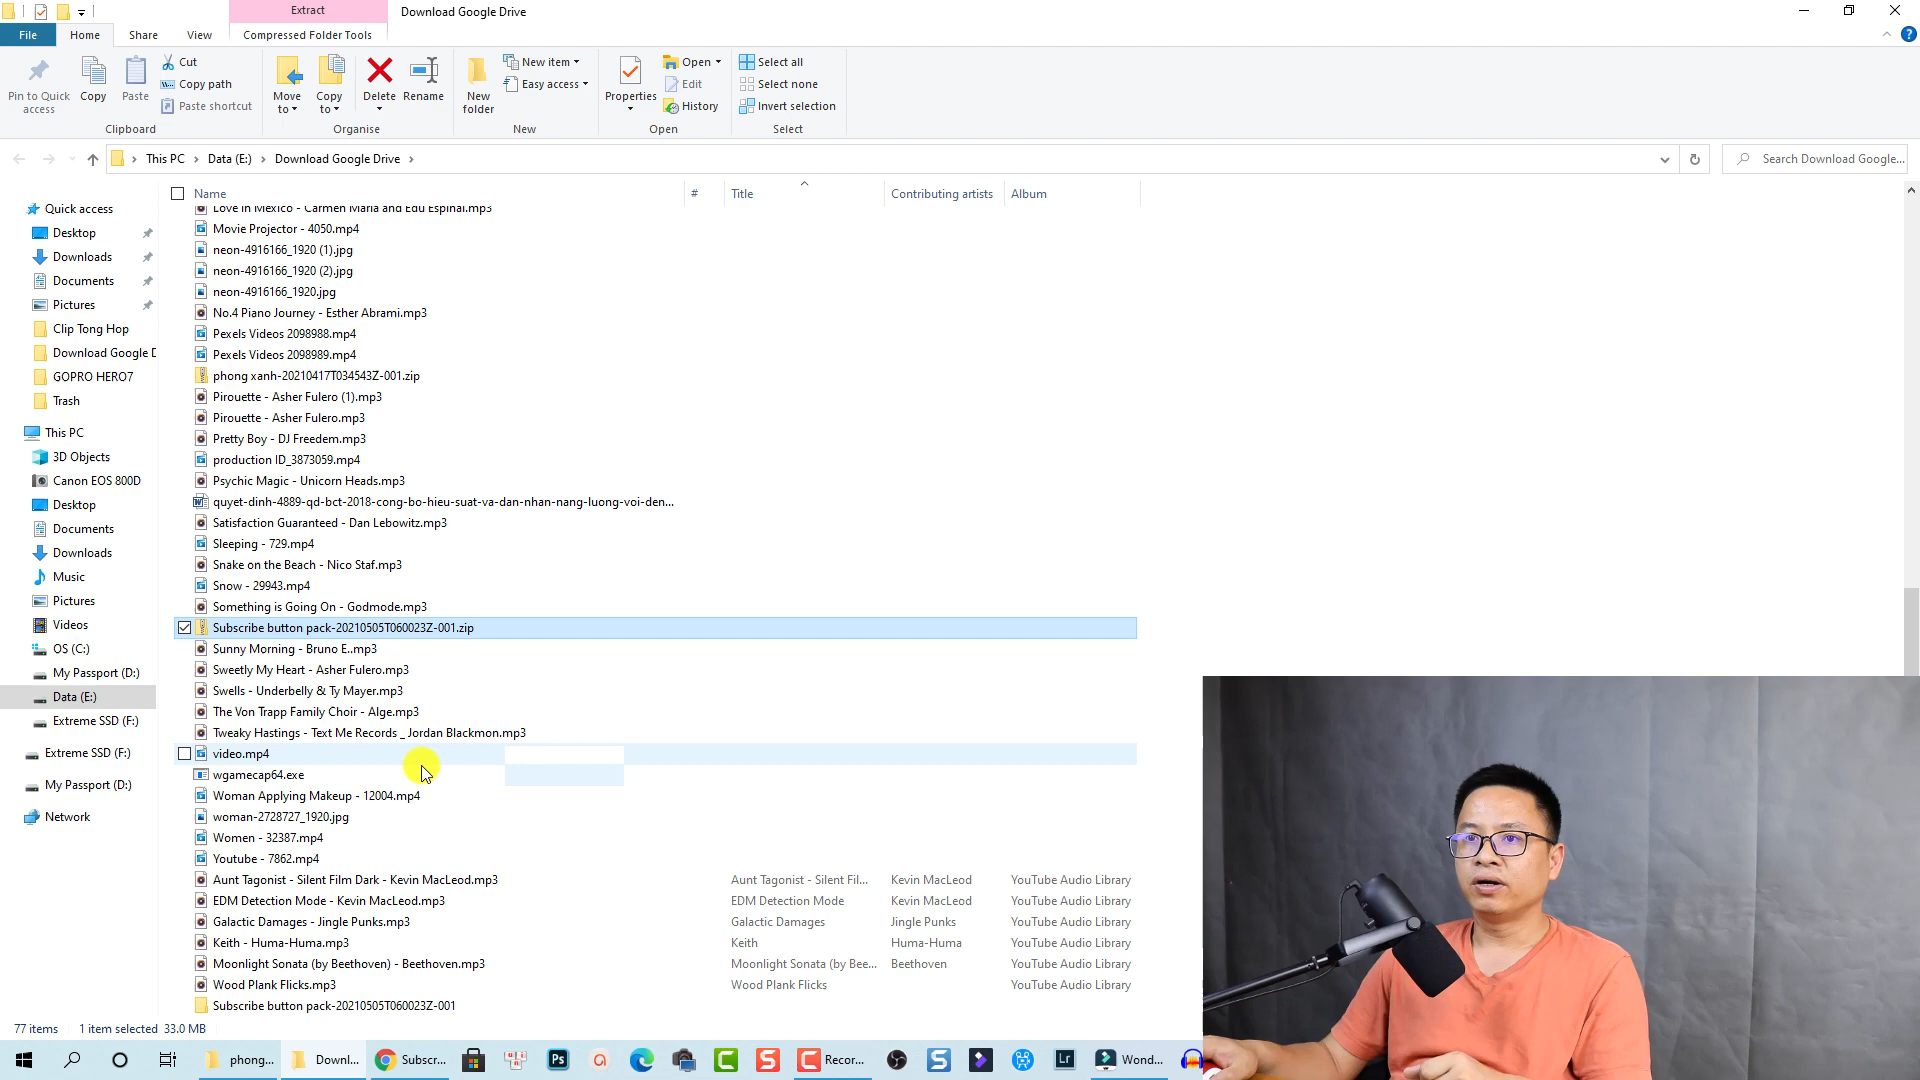 Extract
Download Google Drive
File Home Share View Compressed Folder Tools
Pin to Quick access
Copy
Paste
Cut
Copy path
Paste shortcut
Move to
Copy to
Delete
Rename
New folder
New item
Easy access
Properties
Open
Edit
History
Select all
Select none
Invert selection
Clipboard Organise New Open Select
This PC Data (E:) Download Google Drive
Search Download Google...
Quick access
Desktop
Downloads
Documents
Pictures
Clip Tong Hop
Download Google D
GOPRO HERO7
Trash
This PC
3D Objects
Canon EOS 800D
Desktop
Documents
Downloads
Music
Pictures
Videos
OS (C:)
My Passport (D:)
Data (E:)
Extreme SSD (F:)
Extreme SSD (F:)
My Passport (D:)
Network
Name # Title Contributing artists Album
Love in Mexico - Carmen Maria and Edu Espinal.mp3
Movie Projector - 4050.mp4
neon-4916166_1920 (1).jpg
neon-4916166_1920 (2).jpg
neon-4916166_1920.jpg
No.4 Piano Journey - Esther Abrami.mp3
Pexels Videos 2098988.mp4
Pexels Videos 2098989.mp4
phong xanh-20210417T034543Z-001.zip
Pirouette - Asher Fulero (1).mp3
Pirouette - Asher Fulero.mp3
Pretty Boy - DJ Freedem.mp3
production ID_3873059.mp4
Psychic Magic - Unicorn Heads.mp3
quyet-dinh-4889-qd-bct-2018-cong-bo-hieu-suat-va-dan-nhan-nang-luong-voi-den...
Satisfaction Guaranteed - Dan Lebowitz.mp3
Sleeping - 729.mp4
Snake on the Beach - Nico Staf.mp3
Snow - 29943.mp4
Something is Going On - Godmode.mp3
Subscribe button pack-20210505T060023Z-001.zip
Sunny Morning - Bruno E..mp3
Sweetly My Heart - Asher Fulero.mp3
Swells - Underbelly & Ty Mayer.mp3
The Von Trapp Family Choir - Alge.mp3
Tweaky Hastings - Text Me Records _ Jordan Blackmon.mp3
video.mp4
wgamecap64.exe
Woman Applying Makeup - 12004.mp4
woman-2728727_1920.jpg
Women - 32387.mp4
Youtube - 7862.mp4
Aunt Tagonist - Silent Film Dark - Kevin MacLeod.mp3 Aunt Tagonist - Silent Fil... Kevin MacLeod YouTube Audio Library
EDM Detection Mode - Kevin MacLeod.mp3 EDM Detection Mode Kevin MacLeod YouTube Audio Library
Galactic Damages - Jingle Punks.mp3 Galactic Damages Jingle Punks YouTube Audio Library
Keith - Huma-Huma.mp3 Keith Huma-Huma YouTube Audio Library
Moonlight Sonata (by Beethoven) - Beethoven.mp3 Moonlight Sonata (by Bee... Beethoven YouTube Audio Library
Wood Plank Flicks.mp3 Wood Plank Flicks YouTube Audio Library
Subscribe button pack-20210505T060023Z-001
77 items 1 item selected 33.0 MB
phong... Downl... Subscr... Ps Recor... Lr Wond...